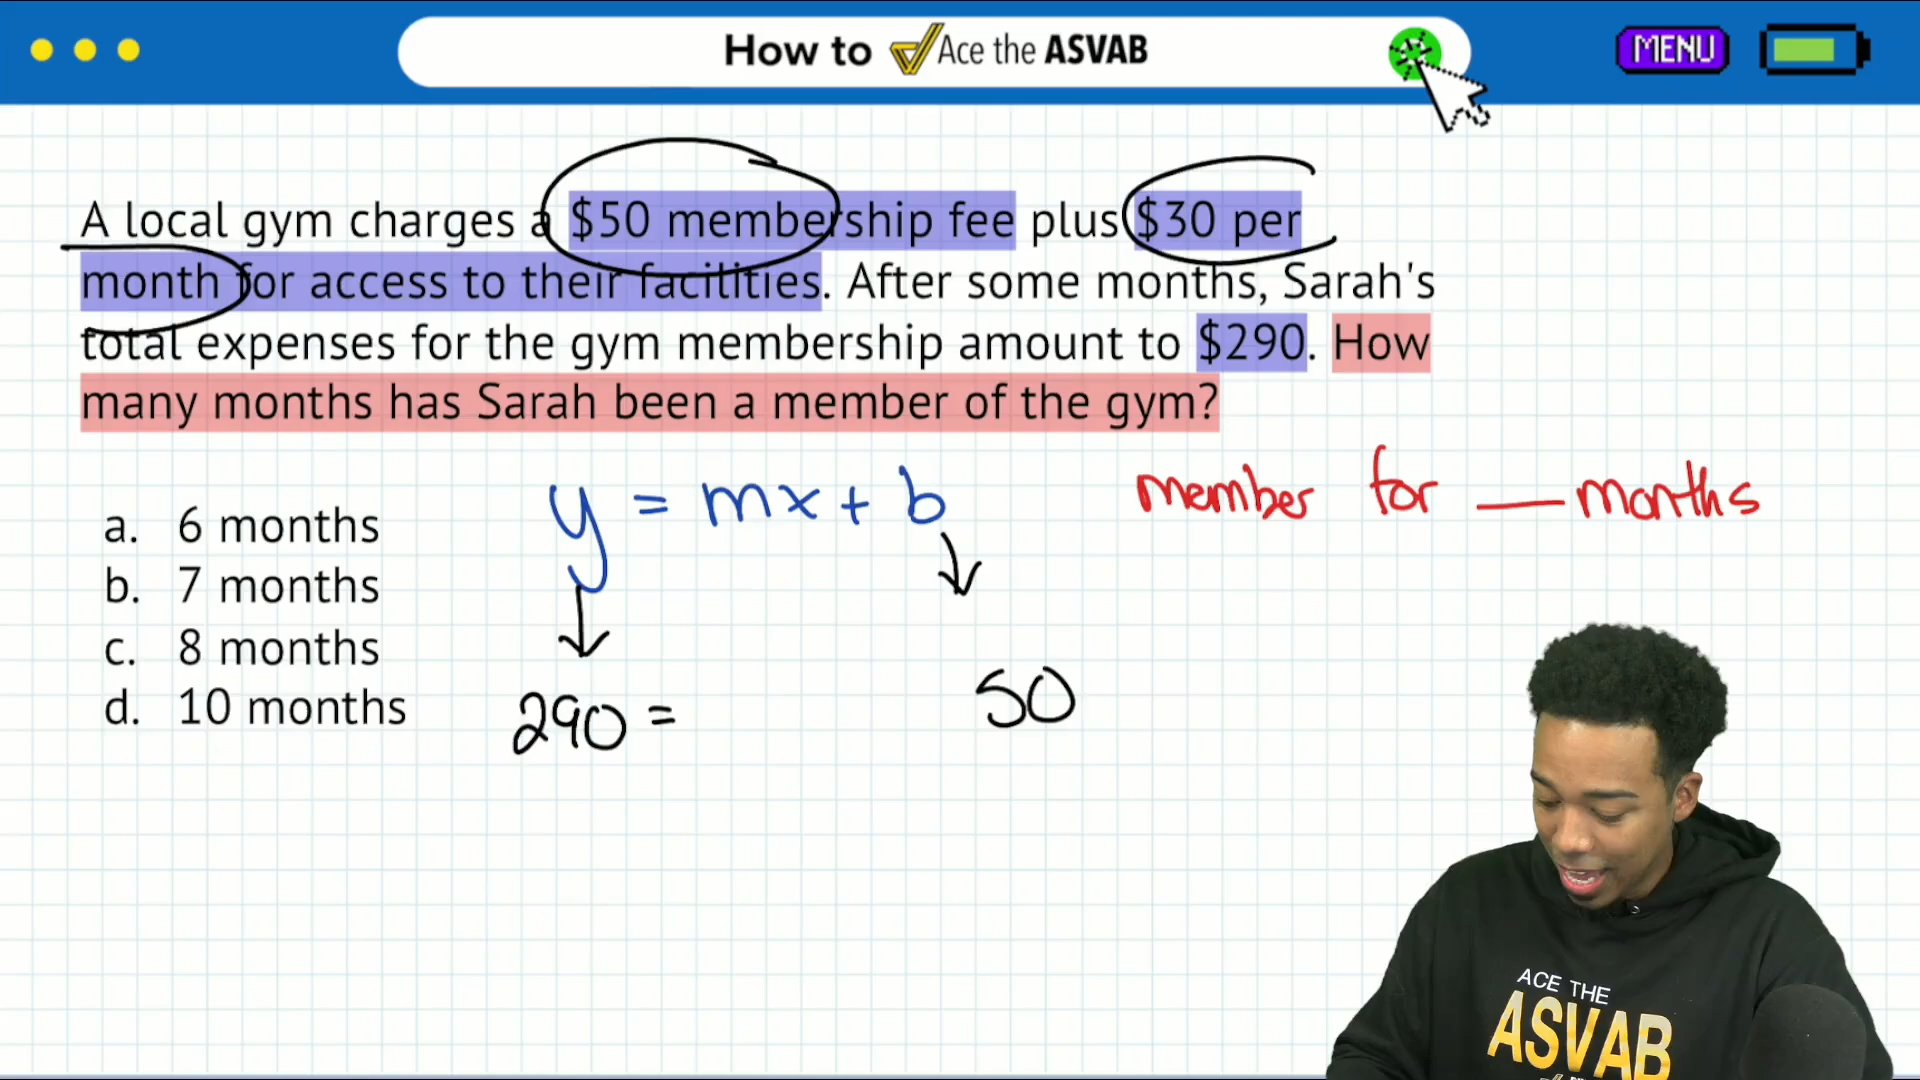 How to Ace the ASVAB
MENU
A local gym charges a $50 membership fee plus $30 per
month for access to their facilities. After some months, Sarah's
total expenses for the gym membership amount to $290. How
many months has Sarah been a member of the gym?
member for __ months
y = mx + b
a. 6 months
b. 7 months
c. 8 months
d. 10 months
290 = 50
ACE THE
ASVAB